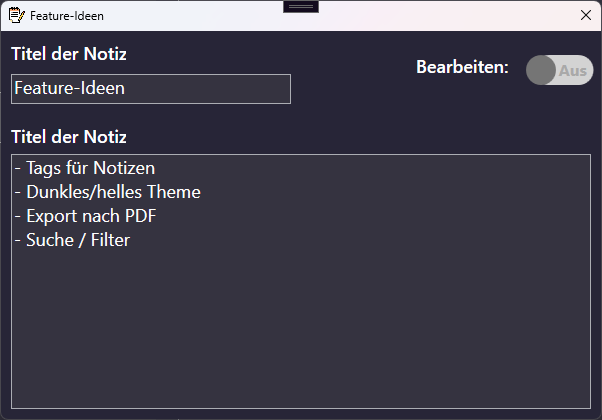 Feature-Ideen
Titel der Notiz
Bearbeiten:
Aus
Feature-Ideen
Titel der Notiz
- Tags für Notizen
- Dunkles/helles Theme
- Export nach PDF
- Suche / Filter